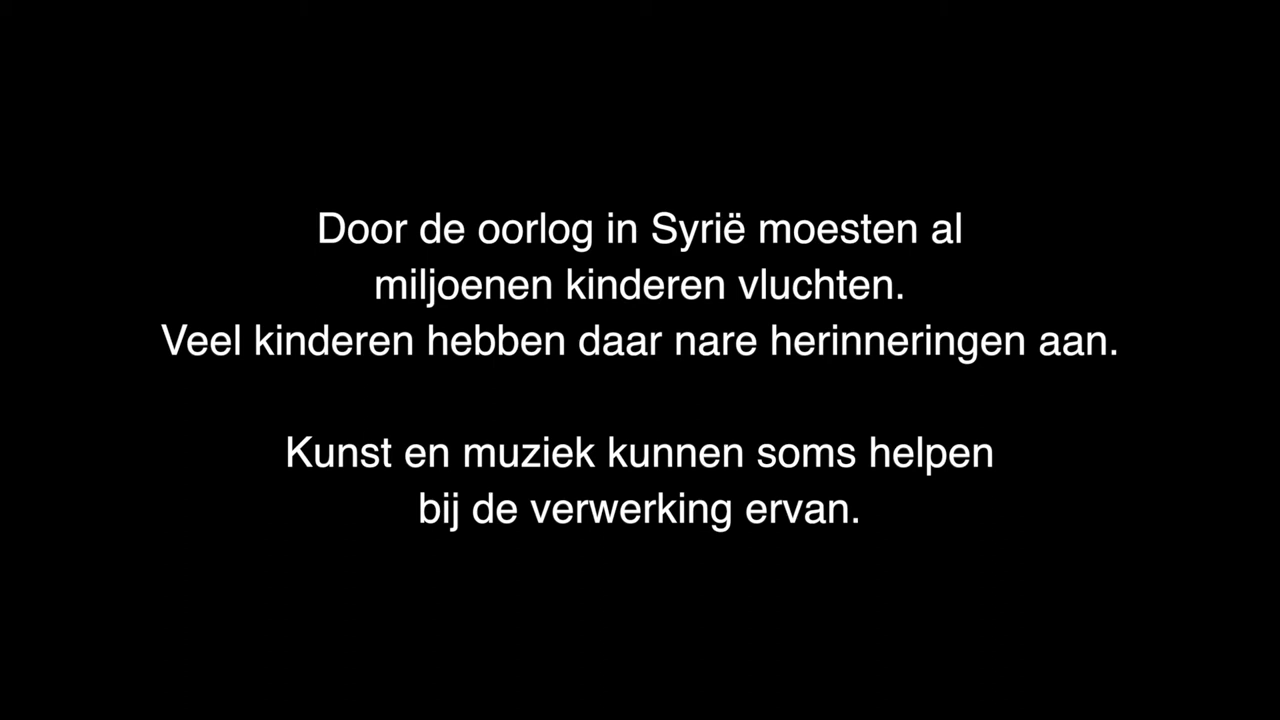 Door de oorlog in Syrië moesten al
miljoenen kinderen vluchten.
Veel kinderen hebben daar nare herinneringen aan.
Kunst en muziek kunnen soms helpen
bij de verwerking ervan.